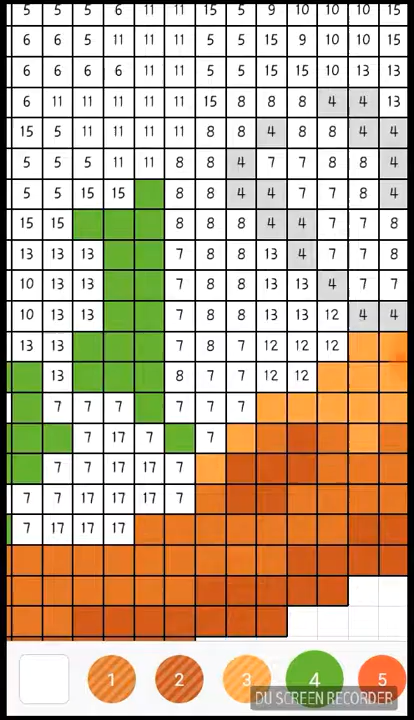 5 5 5 6 11 11 15 5 9 10 10 15
6 6 5 11 11 11 5 5 15 9 10 10 15
6 6 6 6 11 11 5 5 15 15 10 13 13
6 11 11 11 11 11 15 8 8 8 4 4 13
15 5 11 11 11 11 8 8 4 8 8 4 4
5 5 5 11 11 8 8 4 7 7 8 4
5 5 15 15 8 8 4 4 7 7 8 4
15 15 8 8 8 4 4 7 7 8
13 13 13 7 8 8 13 4 7 7 8
10 13 13 7 8 8 13 13 4 7 7
10 13 13 7 8 8 13 13 12 4 4
13 13 7 8 7 12 12 12
13 8 7 7 12 12
7 7 7 7 7 7
7 17 7 7
7 7 17 17 7
7 7 17 17 17 7
7 17 17 17
1 2 3 4 5
DU SCREEN RECORDER